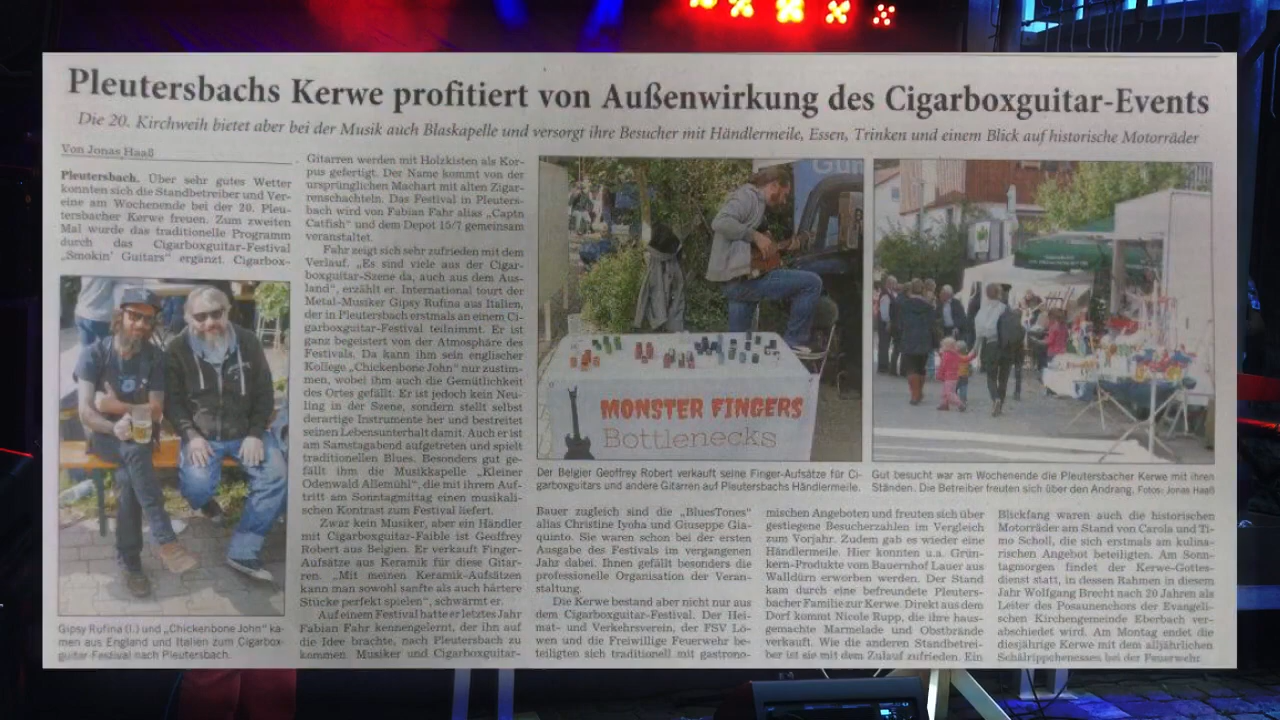 Pleutersbachs Kerwe profitiert von Außenwirkung des Cigarboxguitar-Events
Die 20. Kirchweih bietet aber bei der Musik auch Blaskapelle und versorgt ihre Besucher mit Händlermeile, Essen, Trinken und einem Blick auf historische Motorräder
Von Jonas Haaß
Pleutersbach. Über sehr gutes Wetter
konnten sich die Standbetreiber und Ver-
eine am Wochenende bei der 20. Pleu-
tersbacher Kerwe freuen. Zum zweiten
Mal wurde das traditionelle Programm
durch das Cigarboxguitar-Festival
„Smokin' Guitars“ ergänzt. Cigarbox-
Gipsy Rufina (l.) und „Chickenbone John“ ka-
men aus England und Italien zum Cigarbox-
guitar-Festival nach Pleutersbach.
Gitarren werden mit Holzkisten als Kor-
pus gefertigt. Der Name kommt von der
ursprünglichen Machart mit alten Zigar-
renschachteln. Das Festival in Pleuters-
bach wird von Fabian Fahr alias „Captn
Catfish“ und dem Depot 15/7 gemeinsam
veranstaltet.
Fahr zeigt sich sehr zufrieden mit dem
Verlauf. „Es sind viele aus der Cigar-
boxguitar-Szene da, auch aus dem Aus-
land“, erzählt er. International tourt der
Metal-Musiker Gipsy Rufina aus Italien,
der in Pleutersbach erstmals an einem Ci-
garboxguitar-Festival teilnimmt. Er ist
ganz begeistert von der Atmosphäre des
Festivals. Da kann ihm sein englischer
Kollege „Chickenbone John“ nur zustim-
men, wobei ihm auch die Gemütlichkeit
des Ortes gefällt. Er ist jedoch kein Neu-
ling in der Szene, sondern stellt selbst
derartige Instrumente her und bestreitet
seinen Lebensunterhalt damit. Auch er ist
am Samstagabend aufgetreten und spielt
traditionellen Blues. Besonders gut ge-
fällt ihm die Musikkapelle „Kleiner
Odenwald Allemühl“, die mit ihrem Auf-
tritt am Sonntagmittag einen musikali-
schen Kontrast zum Festival liefert.
Zwar kein Musiker, aber ein Händler
mit Cigarboxguitar-Faible ist Geoffrey
Robert aus Belgien. Er verkauft Finger-
Aufsätze aus Keramik für diese Gitar-
ren. „Mit meinen Keramik-Aufsätzen
kann man sowohl sanfte als auch härtere
Stücke perfekt spielen“, schwärmt er.
Auf einem Festival hatte er letztes Jahr
Fabian Fahr kennengelernt, der ihn auf
die Idee brachte, nach Pleutersbach zu
kommen. Musiker und Cigarboxguitar-
MONSTER FINGERS
Bottlenecks
Der Belgier Geoffrey Robert verkauft seine Finger-Aufsätze für Ci-
garboxguitars und andere Gitarren auf Pleutersbachs Händlermeile.
Gut besucht war am Wochenende die Pleutersbacher Kerwe mit ihren
Ständen. Die Betreiber freuten sich über den Andrang. Fotos: Jonas Haaß
Bauer zugleich sind die „BluesTones“
alias Christine Iyoha und Giuseppe Gia-
quinto. Sie waren schon bei der ersten
Ausgabe des Festivals im vergangenen
Jahr dabei. Ihnen gefällt besonders die
professionelle Organisation der Veran-
staltung.
Die Kerwe bestand aber nicht nur aus
dem Cigarboxguitar-Festival. Der Hei-
mat- und Verkehrsverein, der FSV Lö-
wen und die Freiwillige Feuerwehr be-
teiligten sich traditionell mit gastrono-
mischen Angeboten und freuten sich über
gestiegene Besucherzahlen im Vergleich
zum Vorjahr. Zudem gab es wieder eine
Händlermeile. Hier konnten u.a. Grün-
kern-Produkte vom Bauernhof Lauer aus
Walldürn erworben werden. Der Stand
kam durch eine befreundete Pleuters-
bacher Familie zur Kerwe. Direkt aus dem
Dorf kommt Nicole Rupp, die ihre haus-
gemachte Marmelade und Obstbrände
verkauft. Wie die anderen Standbetrei-
ber ist sie mit dem Zulauf zufrieden. Ein
Blickfang waren auch die historischen
Motorräder am Stand von Carola und Ti-
mo Scholl, die sich erstmals am kulina-
rischen Angebot beteiligten. Am Sonn-
tagmorgen findet der Kerwe-Gottes-
dienst statt, in dessen Rahmen in diesem
Jahr Wolfgang Brecht nach 20 Jahren als
Leiter des Posaunenchors der Evangeli-
schen Kirchengemeinde Eberbach ver-
abschiedet wird. Am Montag endet die
diesjährige Kerwe mit dem alljährlichen
Schälrippchenessen bei der Feuerwehr.